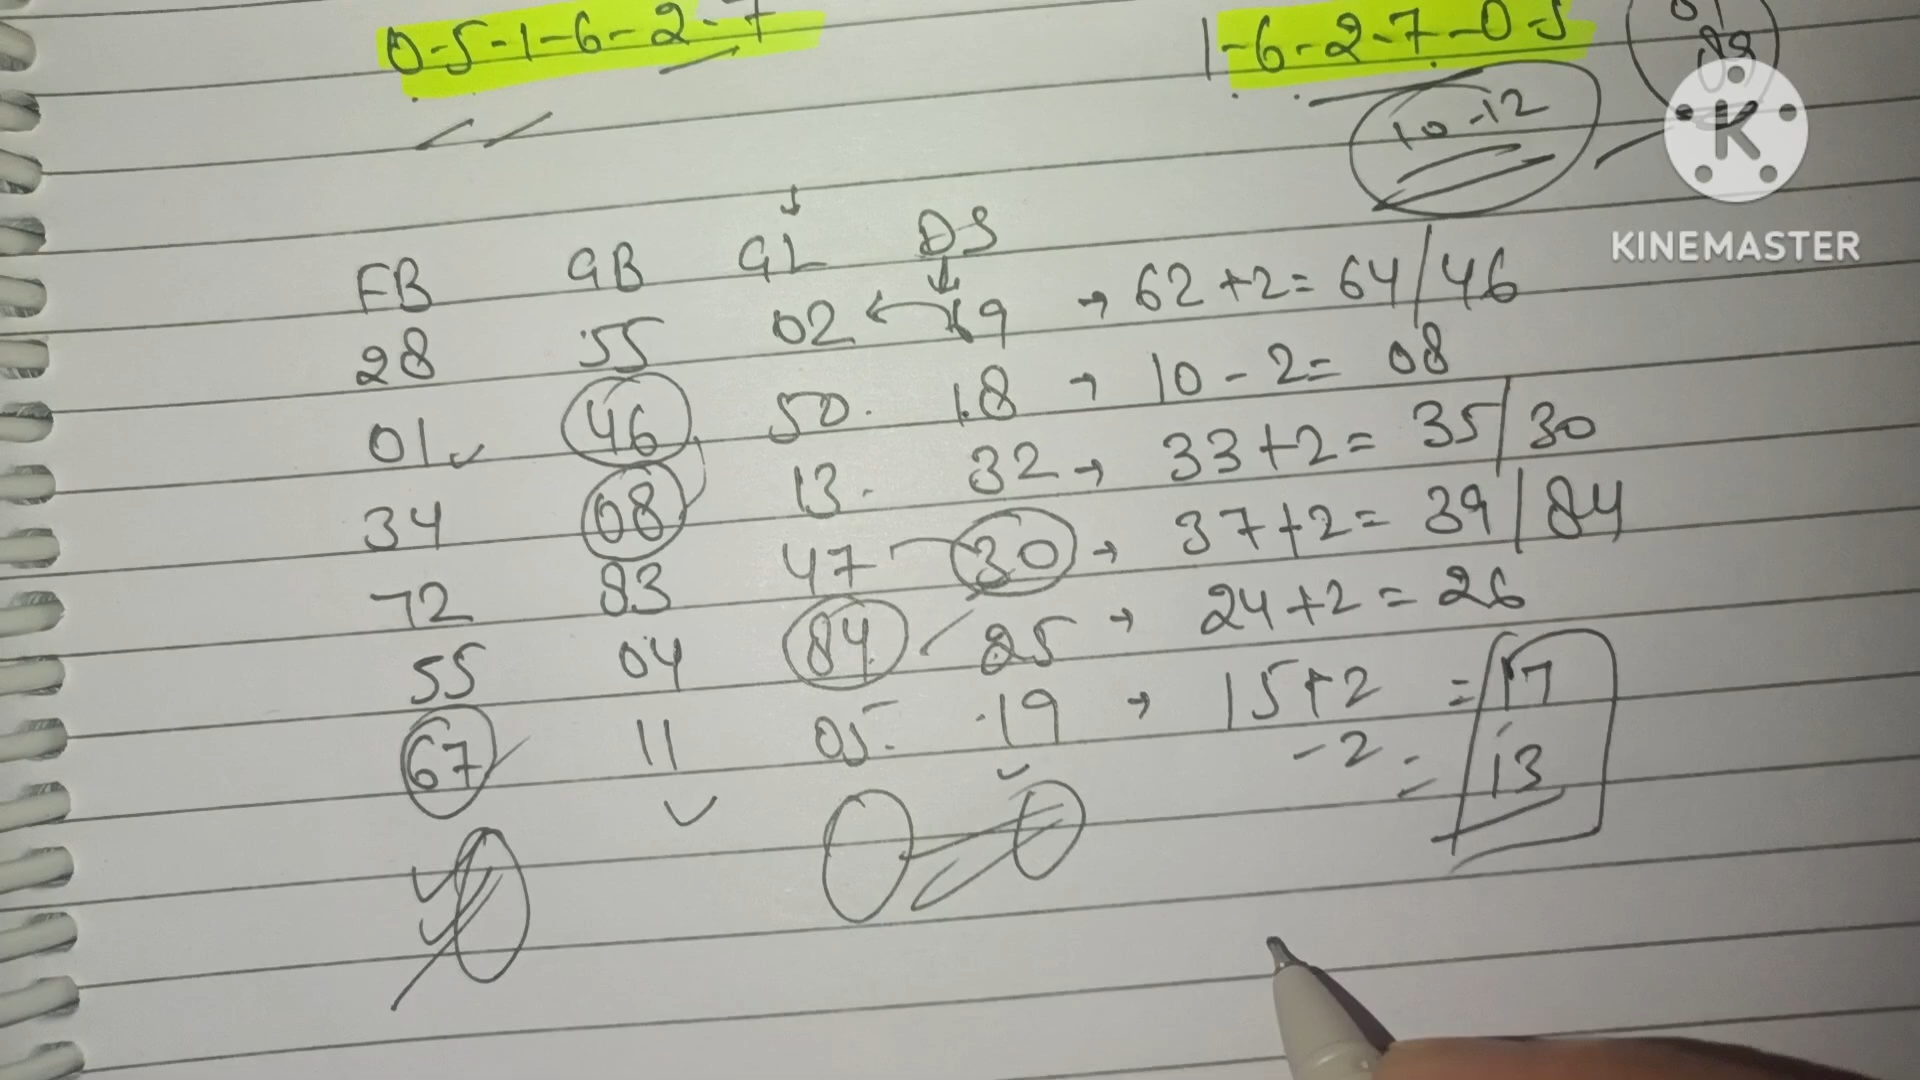 0-5-1-6-2-7 1-6-2-7-0-5 01
10-12
KINEMASTER
FB GB GL DS
28 55 02 69 → 62+2= 64/46
01 46 50 18 → 10-2= 08
34 08 13 32 → 33+2= 35/30
72 83 47 30 → 37+2= 39/84
55 04 84 25 → 24+2= 26
67 11 05 19 → 15+2 = 17
-2 = 13